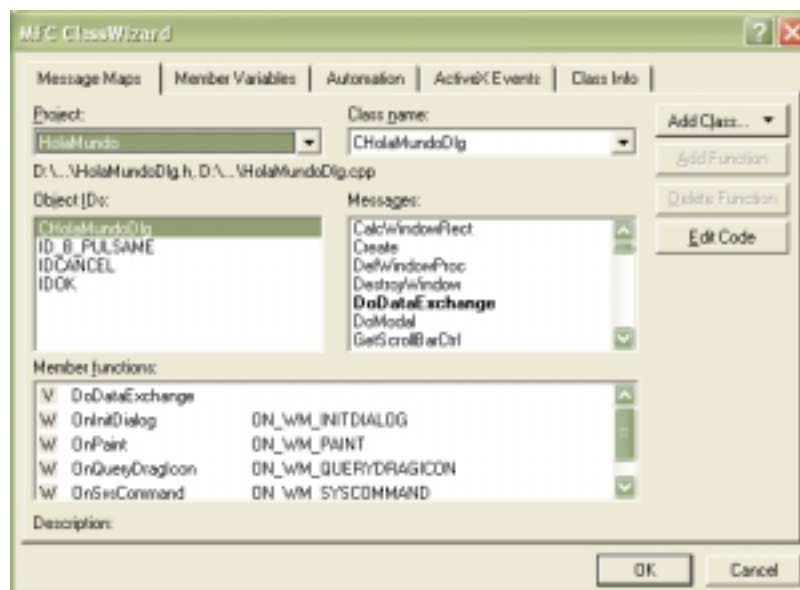 MFC ClassWizard
Message Maps Member Variables Automation ActiveX Events Class Info
Project: Class name:
HolaMundo CHolaMundoDlg
Add Class...
D:\...\HolaMundoDlg.h, D:\...\HolaMundoDlg.cpp
Add Function
Object IDs: Messages:
Delete Function
CHolaMundoDlg CalcWindowRect
ID_B_PULSAME Create
Edit Code
IDCANCEL DefWindowProc
IDOK DestroyWindow
DoDataExchange
DoModal
GetScrollBarCtrl
Member functions:
V DoDataExchange
W OnInitDialog ON_WM_INITDIALOG
W OnPaint ON_WM_PAINT
W OnQueryDragIcon ON_WM_QUERYDRAGICON
W OnSysCommand ON_WM_SYSCOMMAND
Description:
OK Cancel